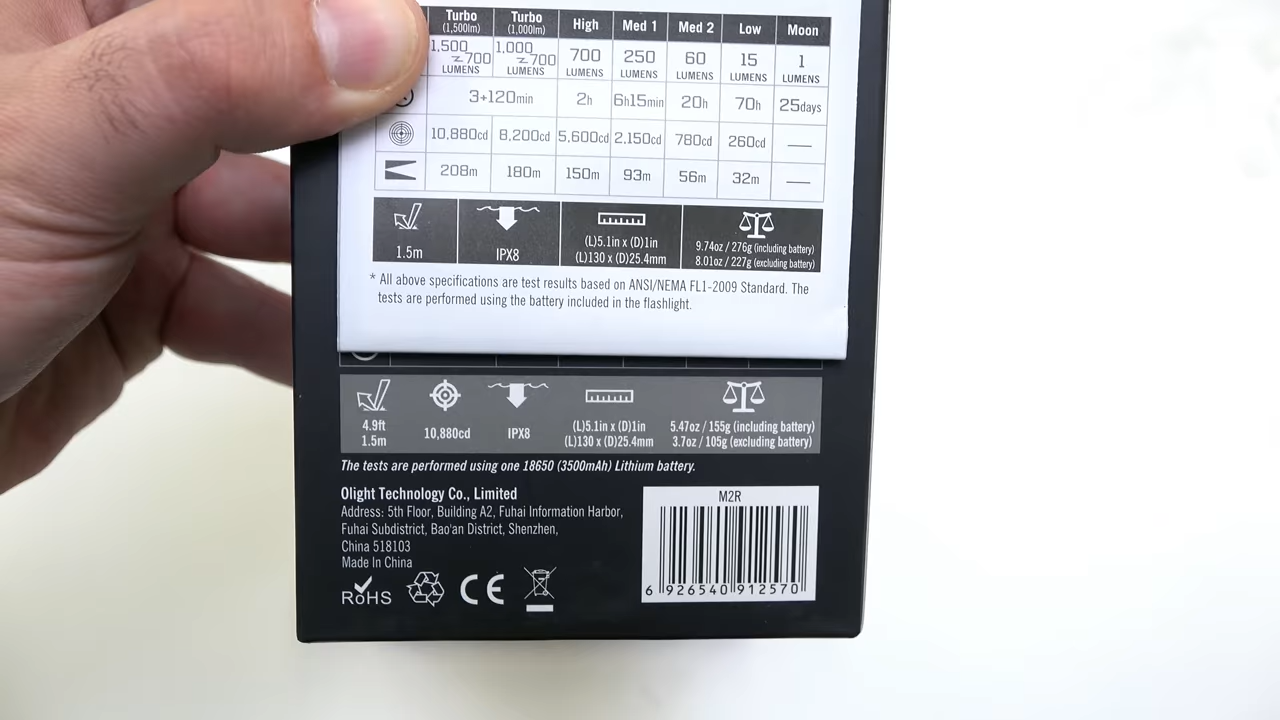 Turbo (1,500lm) Turbo (1,000lm) High Med 1 Med 2 Low Moon
1,500 700 LUMENS 1,000 700 LUMENS 700 LUMENS 250 LUMENS 60 LUMENS 15 LUMENS 1 LUMENS
3+120min 2h 6h15min 20h 70h 25days
10,880cd 8,200cd 5,600cd 2,150cd 780cd 260cd —
208m 180m 150m 93m 56m 32m —
1.5m IPX8 (L)5.1in x (D)1in 9.74oz / 276g (including battery)
(L)130 x (D)25.4mm 8.01oz / 227g (excluding battery)
* All above specifications are test results based on ANSI/NEMA FL1-2009 Standard. The
tests are performed using the battery included in the flashlight.
4.9ft 10,880cd IPX8 (L)5.1in x (D)1in 5.47oz / 155g (including battery)
1.5m (L)130 x (D)25.4mm 3.7oz / 105g (excluding battery)
The tests are performed using one 18650 (3500mAh) Lithium battery.
Olight Technology Co., Limited
Address: 5th Floor, Building A2, Fuhai Information Harbor,
Fuhai Subdistrict, Bao'an District, Shenzhen,
China 518103
Made In China
RoHS CE
M2R
6 926540 912570